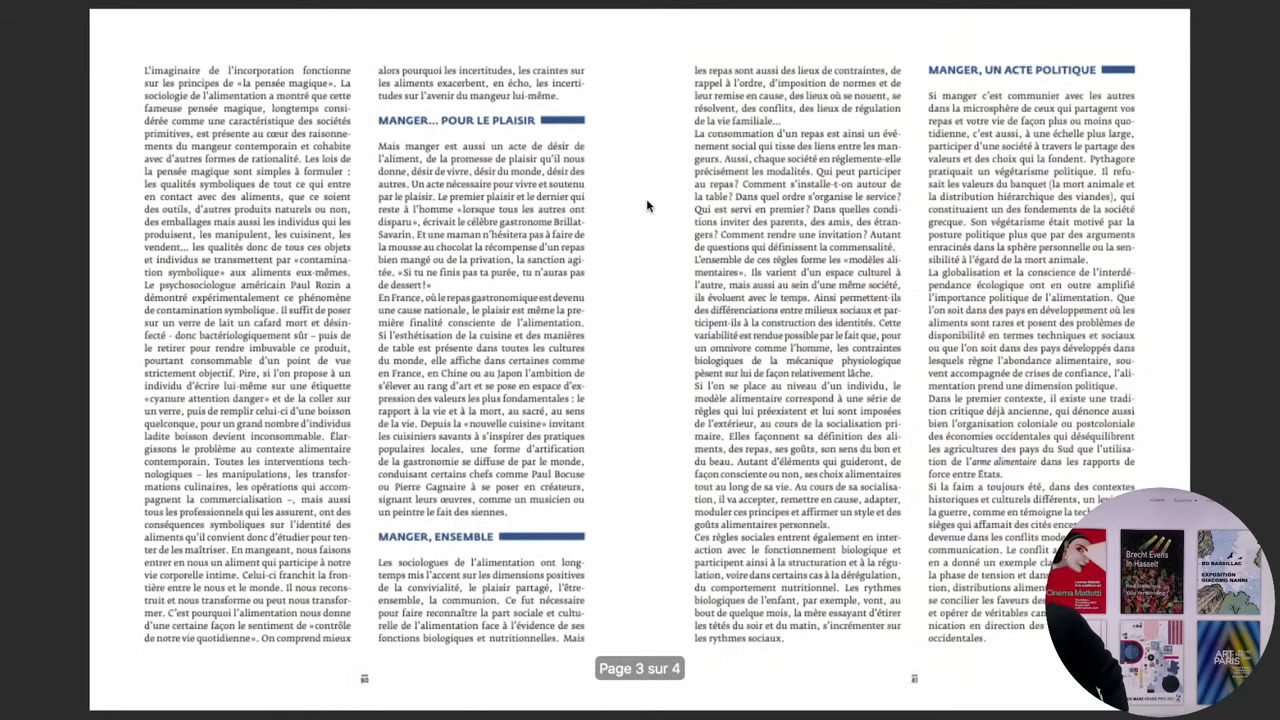 L'imaginaire de l'incorporation fonctionne
sur les principes de «la pensée magique». La
sociologie de l'alimentation a montré que cette
fameuse pensée magique, longtemps consi-
dérée comme une caractéristique des sociétés
primitives, est présente au cœur des raisonne-
ments du mangeur contemporain et cohabite
avec d'autres formes de rationalité. Les lois de
la pensée magique sont simples à formuler :
les qualités symboliques de tout ce qui entre
en contact avec des aliments, que ce soient
des outils, d'autres produits naturels ou non,
des emballages mais aussi les individus qui les
produisent, les manipulent, les cuisinent, les
vendent... les qualités donc de tous ces objets
et individus se transmettent par «contamina-
tion symbolique» aux aliments eux-mêmes.
Le psychosociologue américain Paul Rozin a
démontré expérimentalement ce phénomène
de contamination symbolique. Il suffit de poser
sur un verre de lait un cafard mort et désin-
fecté - donc bactériologiquement sûr – puis de
le retirer pour rendre imbuvable ce produit,
pourtant consommable d'un point de vue
strictement objectif. Pire, si l'on propose à un
individu d'écrire lui-même sur une étiquette
«cyanure attention danger» et de la coller sur
un verre, puis de remplir celui-ci d'une boisson
quelconque, pour un grand nombre d'individus
ladite boisson devient inconsommable. Élar-
gissons le problème au contexte alimentaire
contemporain. Toutes les interventions tech-
nologiques – les manipulations, les transfor-
mations culinaires, les opérations qui accom-
pagnent la commercialisation –, mais aussi
tous les professionnels qui les assurent, ont des
conséquences symboliques sur l'identité des
aliments qu'il convient donc d'étudier pour ten-
ter de les maîtriser. En mangeant, nous faisons
entrer en nous un aliment qui participe à notre
vie corporelle intime. Celui-ci franchit la fron-
tière entre le monde et nous. Il nous recons-
truit et nous transforme ou peut nous transfor-
mer. C'est pourquoi l'alimentation nous donne
d'une certaine façon le sentiment de «contrôle
de notre vie quotidienne». On comprend mieux
alors pourquoi les incertitudes, les craintes sur
les aliments exacerbent, en écho, les incerti-
tudes sur l'avenir du mangeur lui-même.
MANGER... POUR LE PLAISIR
Mais manger est aussi un acte de désir de
l'aliment, de la promesse de plaisir qu'il nous
donne, désir de vivre, désir du monde, désir des
autres. Un acte nécessaire pour vivre et soutenu
par le plaisir. Le premier plaisir et le dernier qui
reste à l'homme «lorsque tous les autres ont
disparu», écrivait le célèbre gastronome Brillat-
Savarin. Et une maman n'hésitera pas à faire de
la mousse au chocolat la récompense d'un repas
bien mangé ou de la privation, la sanction agi-
tée. «Si tu ne finis pas ta purée, tu n'auras pas
de dessert!»
En France, où le repas gastronomique est devenu
une cause nationale, le plaisir est même la pre-
mière finalité consciente de l'alimentation.
Si l'esthétisation de la cuisine et des manières
de table est présente dans toutes les cultures
du monde, elle affiche dans certaines comme
en France, en Chine ou au Japon l'ambition de
s'élever au rang d'art et se pose en espace d'ex-
pression des valeurs les plus fondamentales : le
rapport à la vie et à la mort, au sacré, au sens
de la vie. Depuis la «nouvelle cuisine» invitant
les cuisiniers savants à s'inspirer des pratiques
populaires locales, une forme d'artification
de la gastronomie se diffuse de par le monde,
conduisant certains chefs comme Paul Bocuse
ou Pierre Gagnaire à se poser en créateurs,
signant leurs œuvres, comme un musicien ou
un peintre le fait des siennes.
MANGER, ENSEMBLE
Les sociologues de l'alimentation ont long-
temps mis l'accent sur les dimensions positives
de la convivialité, le plaisir partagé, l'être-
ensemble, la communion. Ce fut nécessaire
pour faire reconnaître la part sociale et cultu-
relle de l'alimentation face à l'évidence de ses
fonctions biologiques et nutritionnelles. Mais
80
les repas sont aussi des lieux de contraintes, de
rappel à l'ordre, d'imposition de normes et de
leur remise en cause, des lieux où se nouent, se
résolvent, des conflits, des lieux de régulation
de la vie familiale...
La consommation d'un repas est ainsi un évé-
nement social qui tisse des liens entre les man-
geurs. Aussi, chaque société en réglemente-elle
précisément les modalités. Qui peut participer
au repas? Comment s'installe-t-on autour de
la table? Dans quel ordre s'organise le service?
Qui est servi en premier? Dans quelles condi-
tions inviter des parents, des amis, des étran-
gers? Comment rendre une invitation? Autant
de questions qui définissent la commensalité.
L'ensemble de ces règles forme les «modèles ali-
mentaires». Ils varient d'un espace culturel à
l'autre, mais aussi au sein d'une même société,
ils évoluent avec le temps. Ainsi permettent-ils
des différenciations entre milieux sociaux et par-
ticipent-ils à la construction des identités. Cette
variabilité est rendue possible par le fait que, pour
un omnivore comme l'homme, les contraintes
biologiques de la mécanique physiologique
pèsent sur lui de façon relativement lâche.
Si l'on se place au niveau d'un individu, le
modèle alimentaire correspond à une série de
règles qui lui préexistent et lui sont imposées
de l'extérieur, au cours de la socialisation pri-
maire. Elles façonnent sa définition des ali-
ments, des repas, ses goûts, son sens du bon et
du beau. Autant d'éléments qui guideront, de
façon consciente ou non, ses choix alimentaires
tout au long de sa vie. Au cours de sa socialisa-
tion, il va accepter, remettre en cause, adapter,
moduler ces principes et affirmer un style et des
goûts alimentaires personnels.
Ces règles sociales entrent également en inter-
action avec le fonctionnement biologique et
participent ainsi à la structuration et à la régu-
lation, voire dans certains cas à la dérégulation,
du comportement nutritionnel. Les rythmes
biologiques de l'enfant, par exemple, vont, au
bout de quelque mois, la mère essayant d'étirer
les tétés du soir et du matin, s'incrémenter sur
les rythmes sociaux.
MANGER, UN ACTE POLITIQUE
Si manger c'est communier avec les autres
dans la microsphère de ceux qui partagent vos
repas et votre vie de façon plus ou moins quo-
tidienne, c'est aussi, à une échelle plus large,
participer d'une société à travers le partage des
valeurs et des choix qui la fondent. Pythagore
pratiquait un végétarisme politique. Il refu-
sait les valeurs du banquet (la mort animale et
la distribution hiérarchique des viandes), qui
constituaient un des fondements de la société
grecque. Son végétarisme était motivé par sa
posture politique plus que par des arguments
enracinés dans la sphère personnelle ou la sen-
sibilité à l'égard de la mort animale.
La globalisation et la conscience de l'interdé-
pendance écologique ont en outre amplifié
l'importance politique de l'alimentation. Que
l'on soit dans des pays en développement où les
aliments sont rares et posent des problèmes de
disponibilité en termes techniques et sociaux
ou que l'on soit dans des pays développés dans
lesquels règne l'abondance alimentaire, sou-
vent accompagnée de crises de confiance, l'ali-
mentation prend une dimension politique.
Dans le premier contexte, il existe une tradi-
tion critique déjà ancienne, qui dénonce aussi
bien l'organisation coloniale ou postcoloniale
des économies occidentales qui déséquilibrent
les agricultures des pays du Sud que l'utilisa-
tion de l'arme alimentaire dans les rapports de
force entre États.
Si la faim a toujours été, dans des contextes
historiques et culturels différents, un
la guerre, comme en témoigne la
sièges qui affamait des cités
devenue dans les conflits
communication. Le conflit
en a donné un exemple
la phase de tension et
tion, distributions
se concilier les faveurs
et opérer de véritables
nication en direction des
occidentales.
81
Page 3 sur 4
Brecht Evens
In Hasselt
Cinema Mattotti
BD BASSILLAC
EXPOSITION
GIACOMO NANNI
ART
PARIS